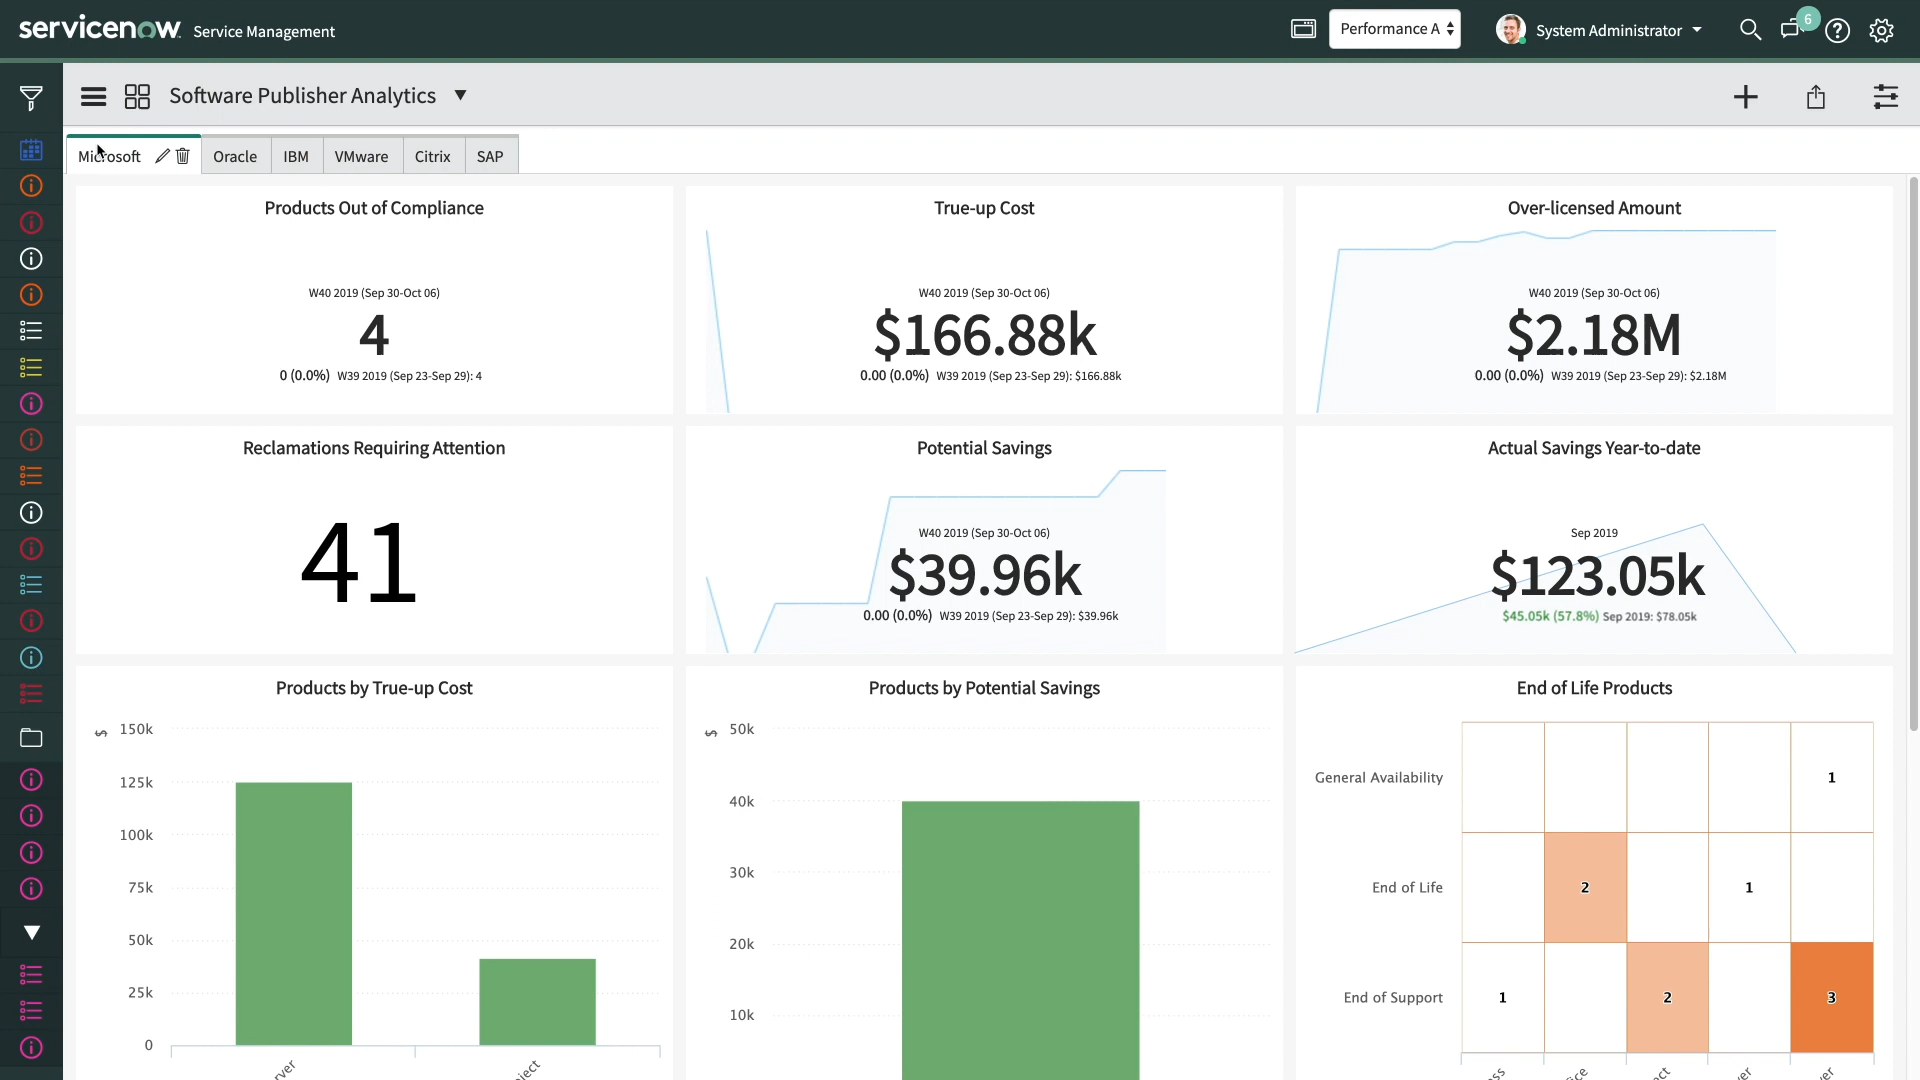 servicenow Service Management
Performance A
System Administrator
6
Software Publisher Analytics
Microsoft
Oracle
IBM
VMware
Citrix
SAP
Products Out of Compliance
W40 2019 (Sep 30-Oct 06)
4
0 (0.0%) W39 2019 (Sep 23-Sep 29): 4
True-up Cost
W40 2019 (Sep 30-Oct 06)
$166.88k
0.00 (0.0%) W39 2019 (Sep 23-Sep 29): $166.88k
Over-licensed Amount
W40 2019 (Sep 30-Oct 06)
$2.18M
0.00 (0.0%) W39 2019 (Sep 23-Sep 29): $2.18M
Reclamations Requiring Attention
41
Potential Savings
W40 2019 (Sep 30-Oct 06)
$39.96k
0.00 (0.0%) W39 2019 (Sep 23-Sep 29): $39.96k
Actual Savings Year-to-date
Sep 2019
$123.05k
$45.05k (57.8%) Sep 2019: $78.05k
Products by True-up Cost
$
150k
125k
100k
75k
50k
25k
0
Products by Potential Savings
$
50k
40k
30k
20k
10k
End of Life Products
General Availability
1
End of Life
2
1
End of Support
1
2
3